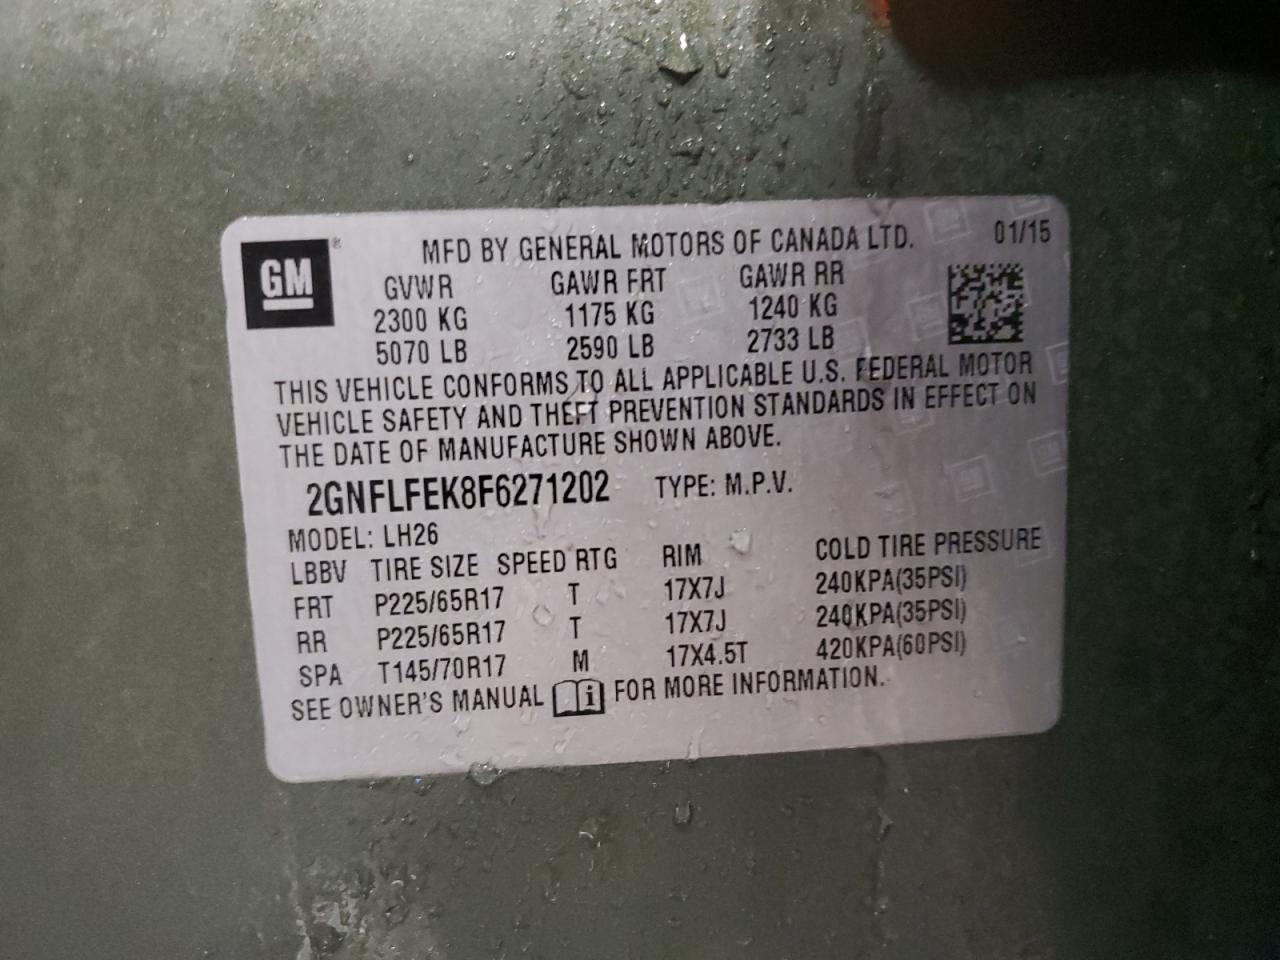 GM ® MFD BY GENERAL MOTORS OF CANADA LTD. 01/15
GVWR GAWR FRT GAWR RR
2300 KG 1175 KG 1240 KG
5070 LB 2590 LB 2733 LB
THIS VEHICLE CONFORMS TO ALL APPLICABLE U.S. FEDERAL MOTOR
VEHICLE SAFETY AND THEFT PREVENTION STANDARDS IN EFFECT ON
THE DATE OF MANUFACTURE SHOWN ABOVE.
2GNFLFEK8F6271202 TYPE: M.P.V.
MODEL: LH26
LBBV TIRE SIZE SPEED RTG RIM COLD TIRE PRESSURE
FRT P225/65R17 T 17X7J 240KPA(35PSI)
RR P225/65R17 T 17X7J 240KPA(35PSI)
SPA T145/70R17 M 17X4.5T 420KPA(60PSI)
SEE OWNER'S MANUAL i FOR MORE INFORMATION.